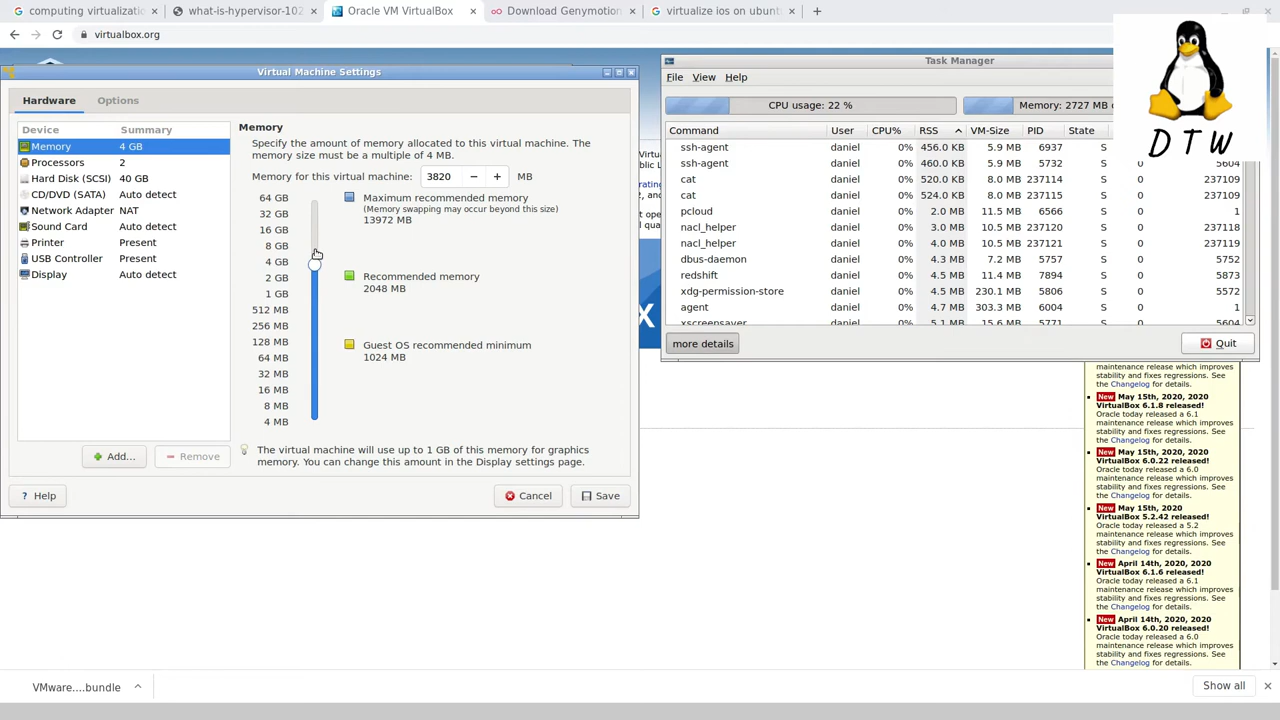 computing virtualizatio
what-is-hypervisor-102
Oracle VM VirtualBox
Download Genymotion
virtualize ios on ubunt
virtualbox.org
Virtual Machine Settings
Hardware
Options
Device Summary
Memory 4 GB
Processors 2
Hard Disk (SCSI) 40 GB
CD/DVD (SATA) Auto detect
Network Adapter NAT
Sound Card Auto detect
Printer Present
USB Controller Present
Display Auto detect
Add...
Remove
Memory
Specify the amount of memory allocated to this virtual machine. The
memory size must be a multiple of 4 MB.
Memory for this virtual machine: 3820 − + MB
64 GB
32 GB
16 GB
8 GB
4 GB
2 GB
1 GB
512 MB
256 MB
128 MB
64 MB
32 MB
16 MB
8 MB
4 MB
Maximum recommended memory
(Memory swapping may occur beyond this size)
13972 MB
Recommended memory
2048 MB
Guest OS recommended minimum
1024 MB
The virtual machine will use up to 1 GB of this memory for graphics
memory. You can change this amount in the Display settings page.
? Help
Cancel
Save
Task Manager
File View Help
CPU usage: 22 %
Memory: 2727 MB
Command User CPU% RSS VM-Size PID State
ssh-agent daniel 0% 456.0 KB 5.9 MB 6937 S 0
ssh-agent daniel 0% 460.0 KB 5.9 MB 5732 S 0 5604
cat daniel 0% 520.0 KB 8.0 MB 237114 S 0 237104
cat daniel 0% 524.0 KB 8.0 MB 237115 S 0 237104
pcloud daniel 0% 2.0 MB 11.5 MB 6566 S 0 1
nacl_helper daniel 0% 3.0 MB 10.5 MB 237120 S 0 237118
nacl_helper daniel 0% 4.0 MB 10.5 MB 237121 S 0 237119
dbus-daemon daniel 0% 4.3 MB 7.2 MB 5757 S 0 5752
redshift daniel 0% 4.5 MB 11.4 MB 7894 S 0 5873
xdg-permission-store daniel 0% 4.5 MB 230.1 MB 5806 S 0 5572
agent daniel 0% 4.7 MB 303.3 MB 6004 S 0 1
xscreensaver daniel 0% 5.1 MB 15.6 MB 5771 S 0 5604
more details
Quit
DTW
maintenance release which improves
stability and fixes regressions. See
the Changelog for details.
New May 15th, 2020, 2020
VirtualBox 6.1.8 released!
Oracle today released a 6.1
maintenance release which improves
stability and fixes regressions. See
the Changelog for details.
New May 15th, 2020, 2020
VirtualBox 6.0.22 released!
Oracle today released a 6.0
maintenance release which improves
stability and fixes regressions. See
the Changelog for details.
New May 15th, 2020, 2020
VirtualBox 5.2.42 released!
Oracle today released a 5.2
maintenance release which improves
stability and fixes regressions. See
the Changelog for details.
New April 14th, 2020, 2020
VirtualBox 6.1.6 released!
Oracle today released a 6.1
maintenance release which improves
stability and fixes regressions. See
the Changelog for details.
New April 14th, 2020, 2020
VirtualBox 6.0.20 released!
Oracle today released a 6.0
maintenance release which improves
stability and fixes regressions. See
the Changelog for details.
VMware....bundle
Show all